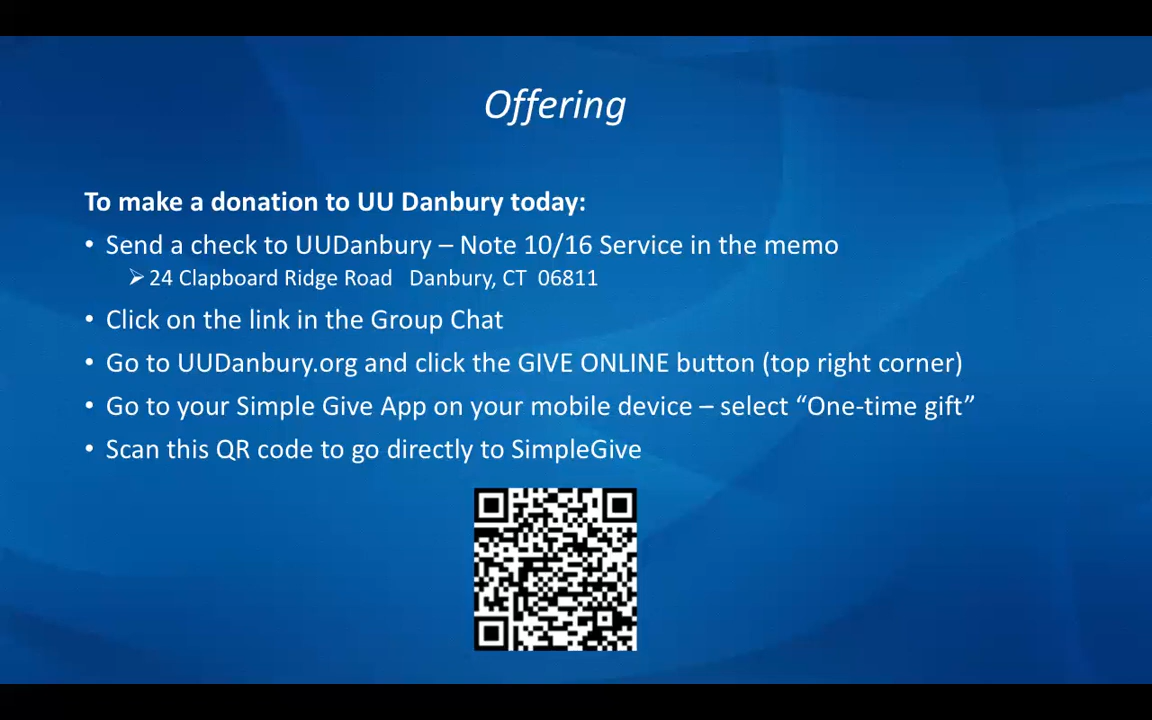 Offering
To make a donation to UU Danbury today:
• Send a check to UUDanbury – Note 10/16 Service in the memo
➢ 24 Clapboard Ridge Road   Danbury, CT  06811
• Click on the link in the Group Chat
• Go to UUDanbury.org and click the GIVE ONLINE button (top right corner)
• Go to your Simple Give App on your mobile device – select “One-time gift”
• Scan this QR code to go directly to SimpleGive